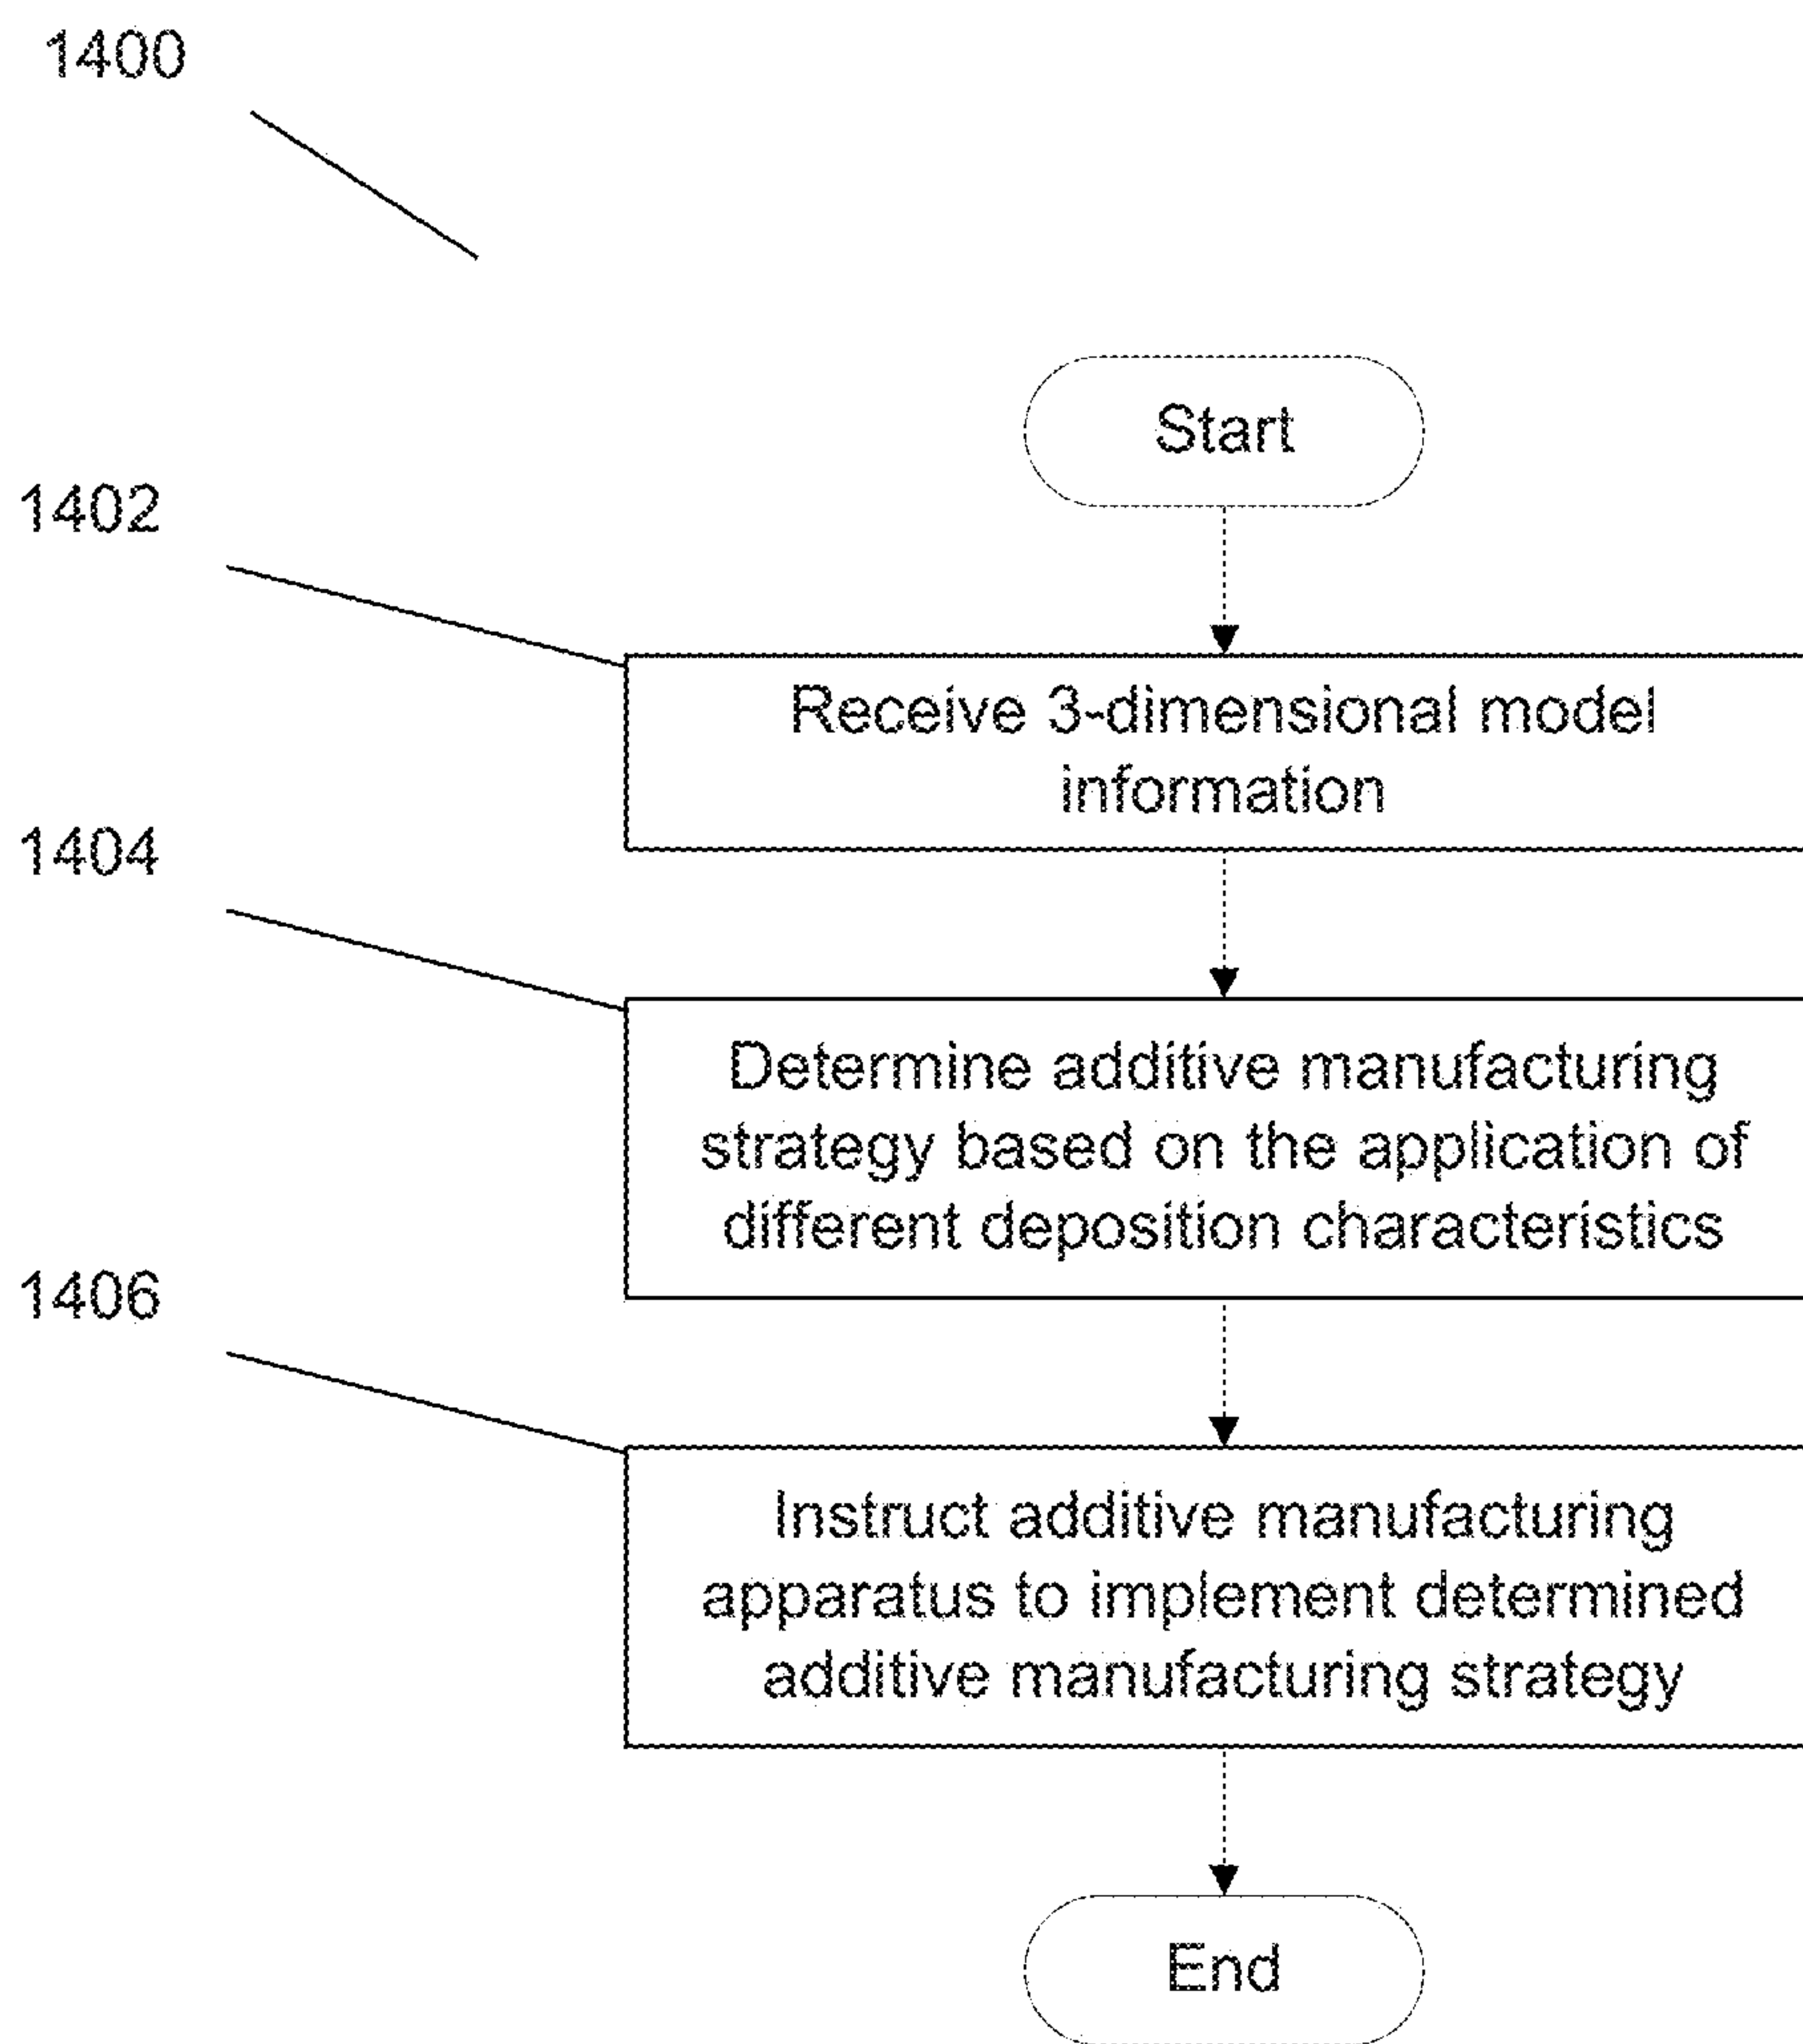 1400
Start
1402
Receive 3-dimensional model
information
1404
Determine additive manufacturing
strategy based on the application of
different deposition characteristics
1406
Instruct additive manufacturing
apparatus to implement determined
additive manufacturing strategy
End